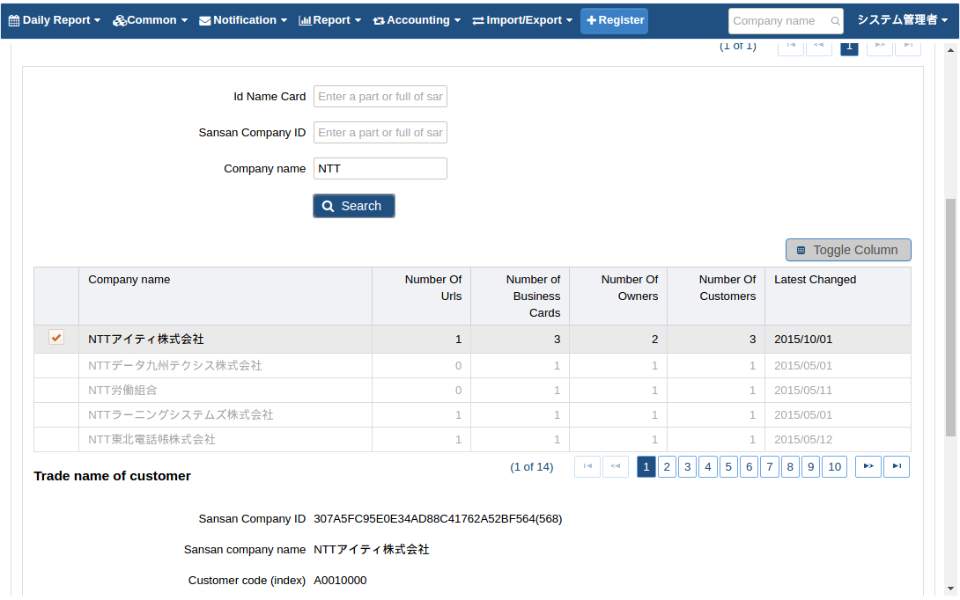 Daily Report Common Notification Report Accounting Import/Export Register Company name システム管理者
(1 of 1) 1
Id Name Card Enter a part or full of sar
Sansan Company ID Enter a part or full of sar
Company name NTT
Search
Toggle Column
Company name Number Of Urls Number of Business Cards Number Of Owners Number Of Customers Latest Changed
NTTアイティ株式会社 1 3 2 3 2015/10/01
NTTデータ九州テクシス株式会社 0 1 1 1 2015/05/01
NTT労働組合 0 1 1 1 2015/05/11
NTTラーニングシステムズ株式会社 1 1 1 1 2015/05/01
NTT東北電話帳株式会社 1 1 1 1 2015/05/12
(1 of 14) 1 2 3 4 5 6 7 8 9 10
Trade name of customer
Sansan Company ID 307A5FC95E0E34AD88C41762A52BF564(568)
Sansan company name NTTアイティ株式会社
Customer code (index) A0010000